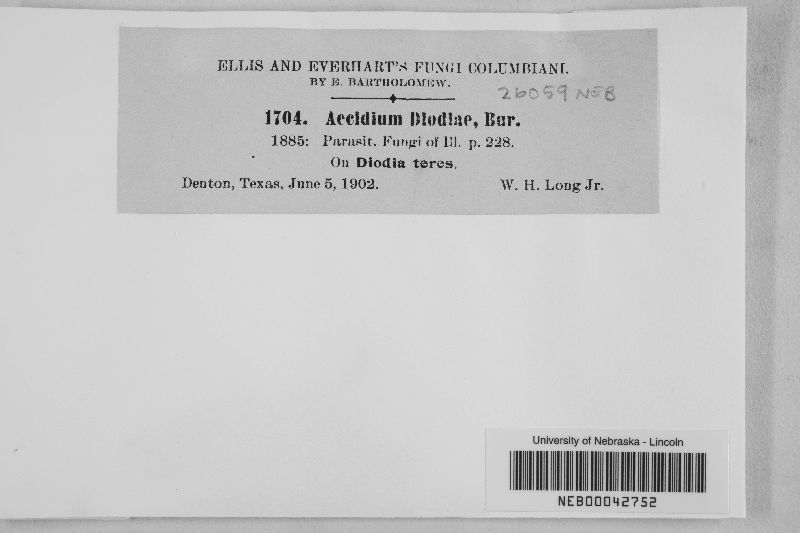 ELLIS AND EVERHART'S FUNGI COLUMBIANI.
BY E. BARTHOLOMEW.
26059 NEB
1704. Aecidium Diodiae, Bur.
1885: Parasit. Fungi of Ill. p. 228.
On Diodia teres.
Denton, Texas, June 5, 1902. W. H. Long Jr.
University of Nebraska - Lincoln
NEB00042752